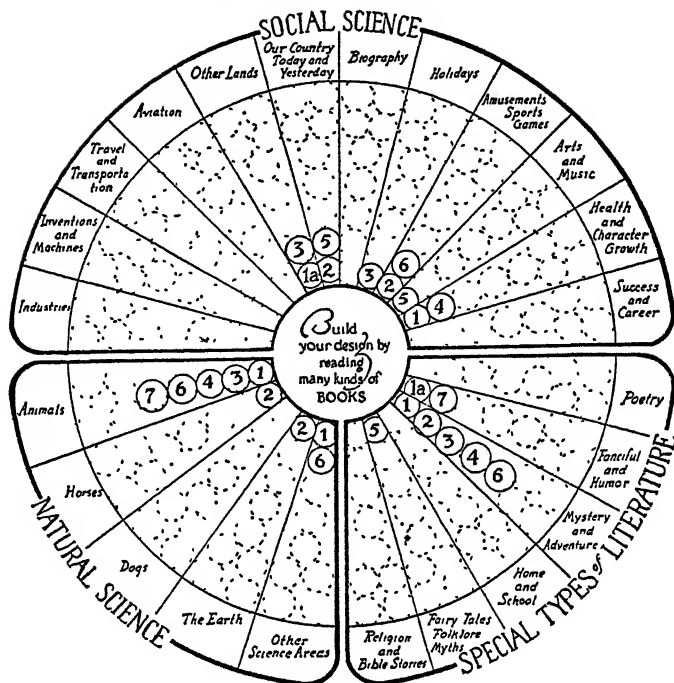 SOCIAL SCIENCE
Industries
Inventions
and
Machines
Travel
and
Transporta
tion
Aviation
Other Lands
Our Country
Today and
Yesterday
Biography
Holidays
Amusements
Sports
Games
Arts
and
Music
Health
and
Character
Growth
Success
and
Career
3 5
1a 2
3 6
2
5
1 4
Build
your design by
reading
many kinds of
BOOKS
NATURAL SCIENCE
Animals
Horses
Dogs
The Earth
Other
Science Areas
7 6 4 3 1
2
2 1
6
SPECIAL TYPES of LITERATURE
Poetry
Fanciful
and
Humor
Mystery
and
Adventure
Home
and
School
Fairy Tales
Folklore
Myths
Religion
and
Bible Stories
1a 7
1
2
3
4
6
5